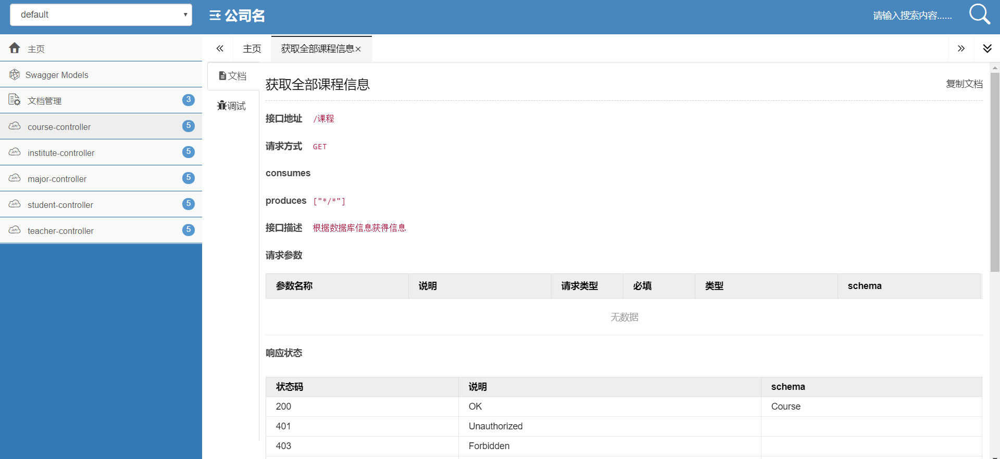 default
公司名
请输入搜索内容......
主页
Swagger Models
文档管理 3
course-controller 5
institute-controller 5
major-controller 5
student-controller 5
teacher-controller 5
主页
获取全部课程信息×
文档
调试
获取全部课程信息
复制文档
接口地址 /课程
请求方式 GET
consumes
produces ["*/*"]
接口描述 根据数据库信息获得信息
请求参数
参数名称 说明 请求类型 必填 类型 schema
无数据
响应状态
状态码 说明 schema
200 OK Course
401 Unauthorized
403 Forbidden